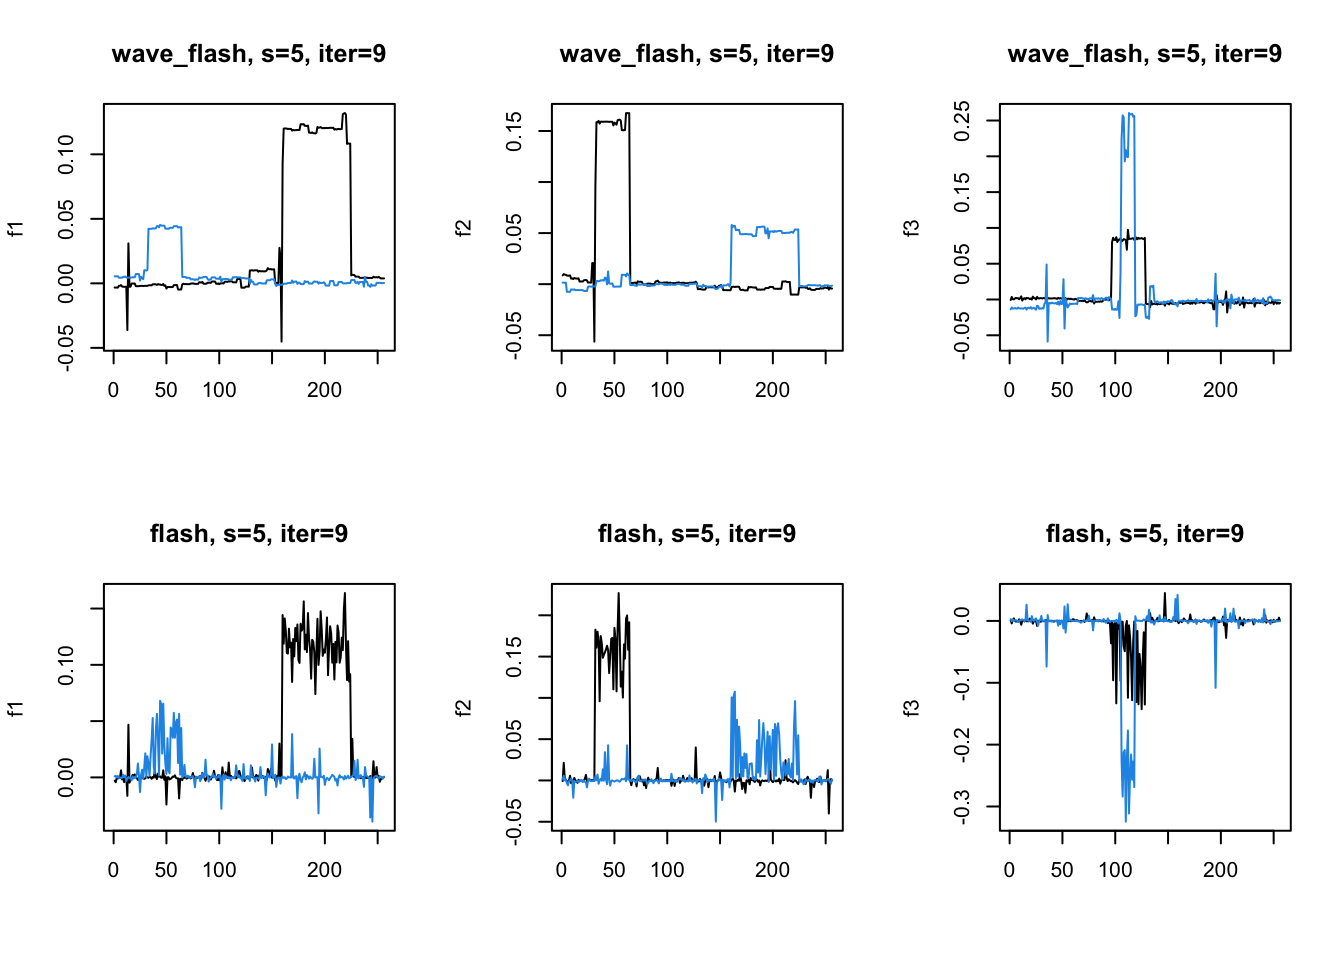 wave_flash, s=5, iter=9
wave_flash, s=5, iter=9
wave_flash, s=5, iter=9
f1
-0.05 0.00 0.05 0.10
0 50 100 200
f2
-0.05 0.05 0.15
0 50 100 200
f3
-0.05 0.05 0.15 0.25
0 50 100 200
flash, s=5, iter=9
flash, s=5, iter=9
flash, s=5, iter=9
f1
0.00 0.10
0 50 100 200
f2
-0.05 0.05 0.15
0 50 100 200
f3
-0.3 -0.2 -0.1 0.0
0 50 100 200